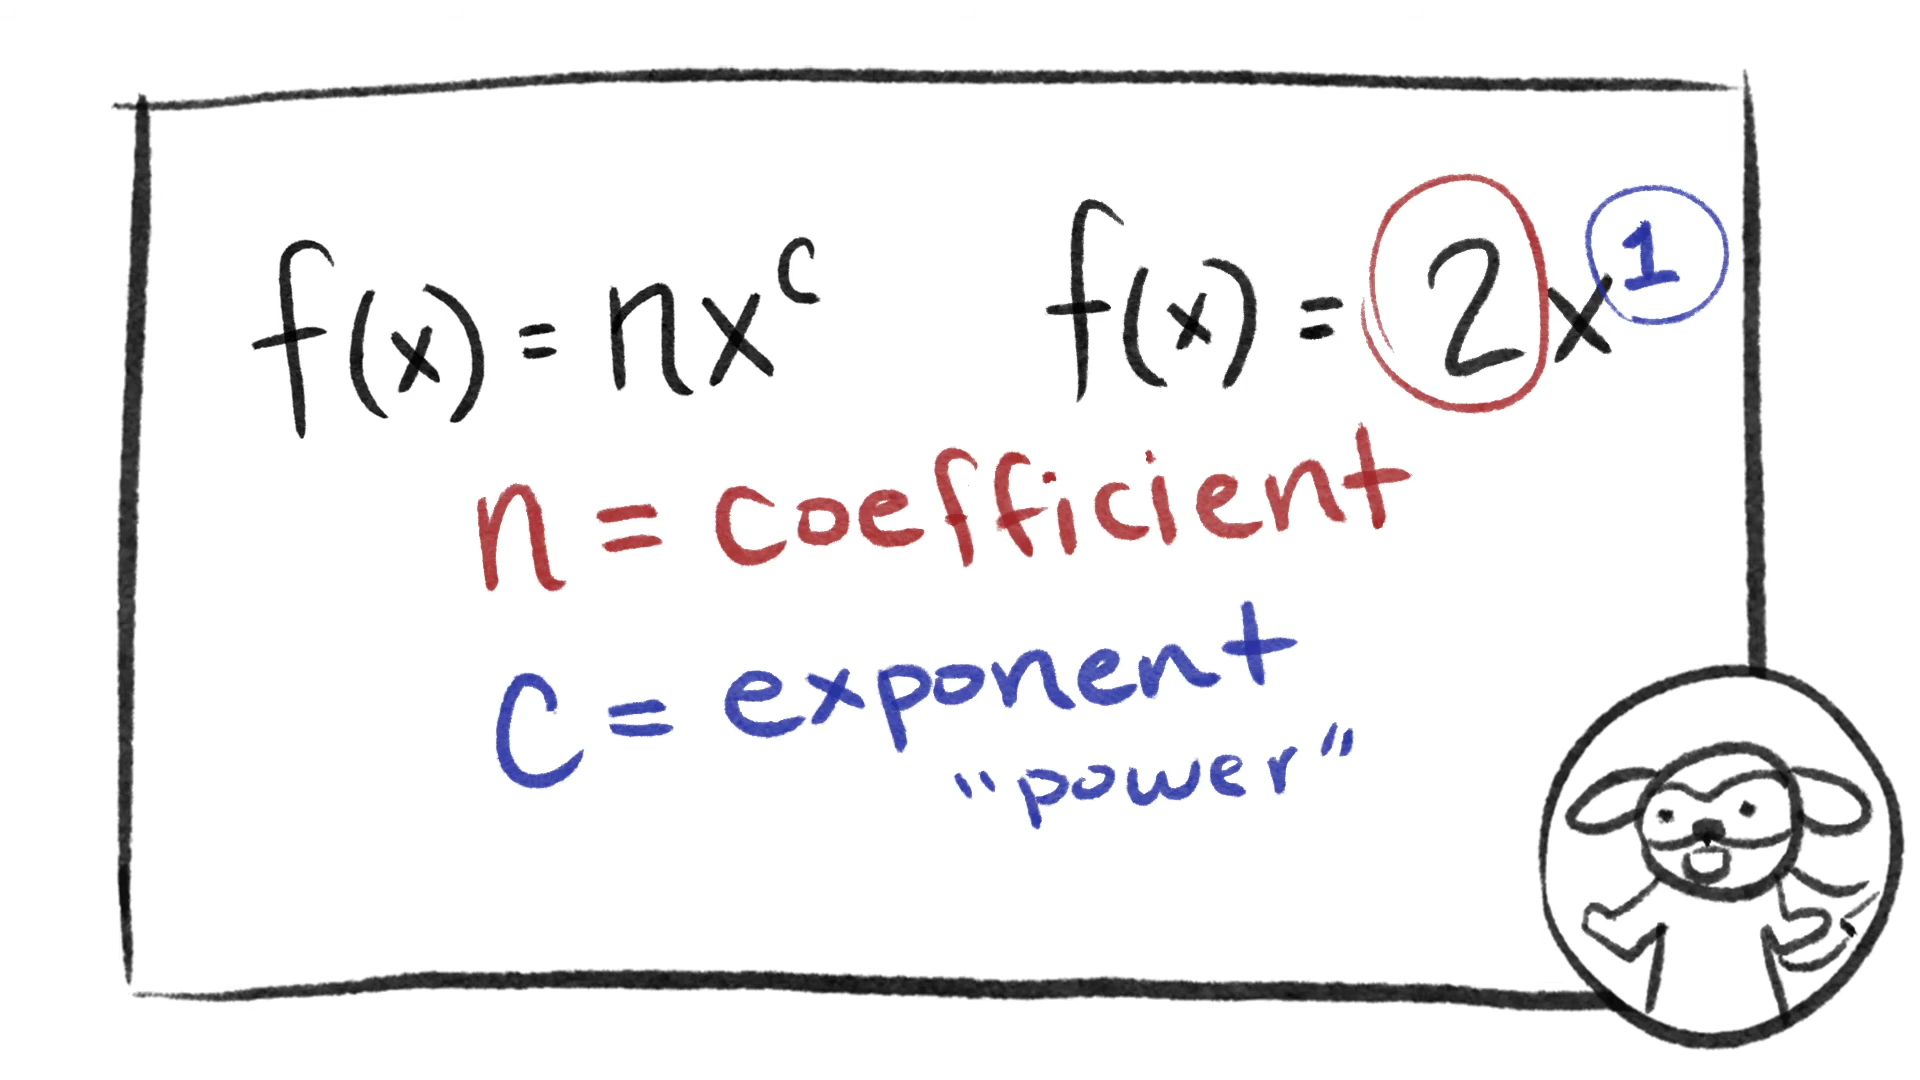 f(x) = nx^c
f(x) = 2x^1
n = coefficient
c = exponent
"power"